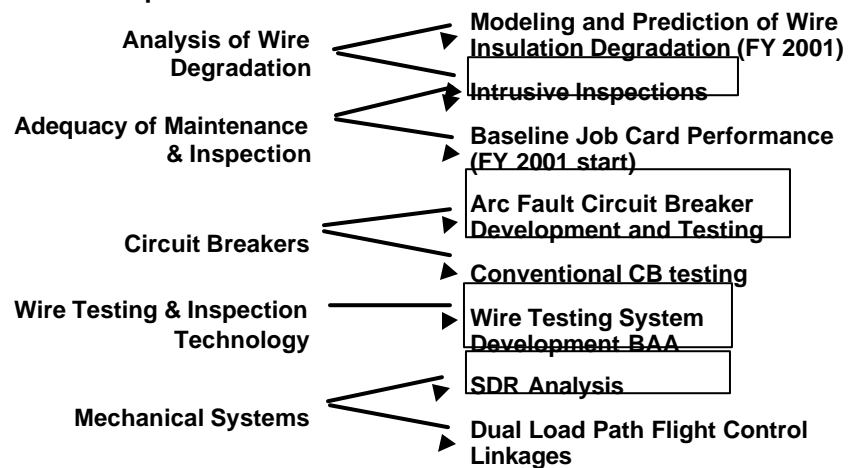 Analysis of Wire
Degradation
Adequacy of Maintenance
& Inspection
Circuit Breakers
Wire Testing & Inspection
Technology
Mechanical Systems
Modeling and Prediction of Wire
Insulation Degradation (FY 2001)
Intrusive Inspections
Baseline Job Card Performance
(FY 2001 start)
Arc Fault Circuit Breaker
Development and Testing
Conventional CB testing
Wire Testing System
Development BAA
SDR Analysis
Dual Load Path Flight Control
Linkages